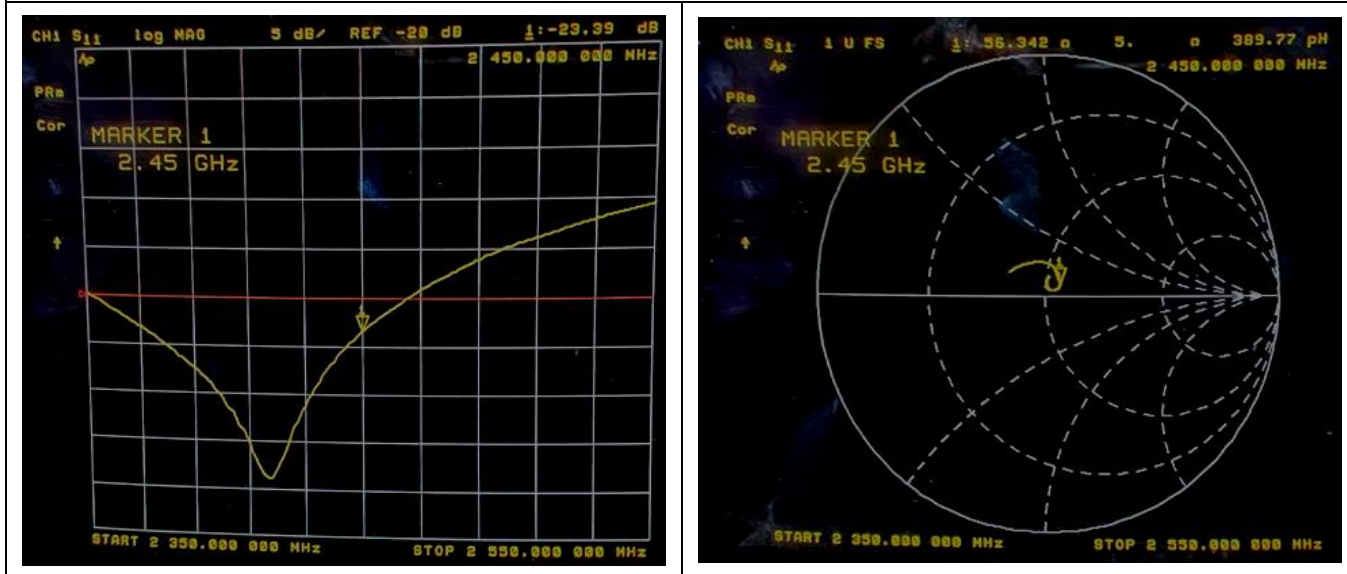 CH1 S11 log MAG 5 dB/ REF -20 dB 1:-23.39 dB
2 450.000 000 MHz
PRm
Cor
MARKER 1
2.45 GHz
START 2 350.000 000 MHz STOP 2 550.000 000 MHz
CH1 S11 1 U FS 1: 56.342 Ω 5. Ω 389.77 pH
2 450.000 000 MHz
PRm
Cor
MARKER 1
2.45 GHz
START 2 350.000 000 MHz STOP 2 550.000 000 MHz